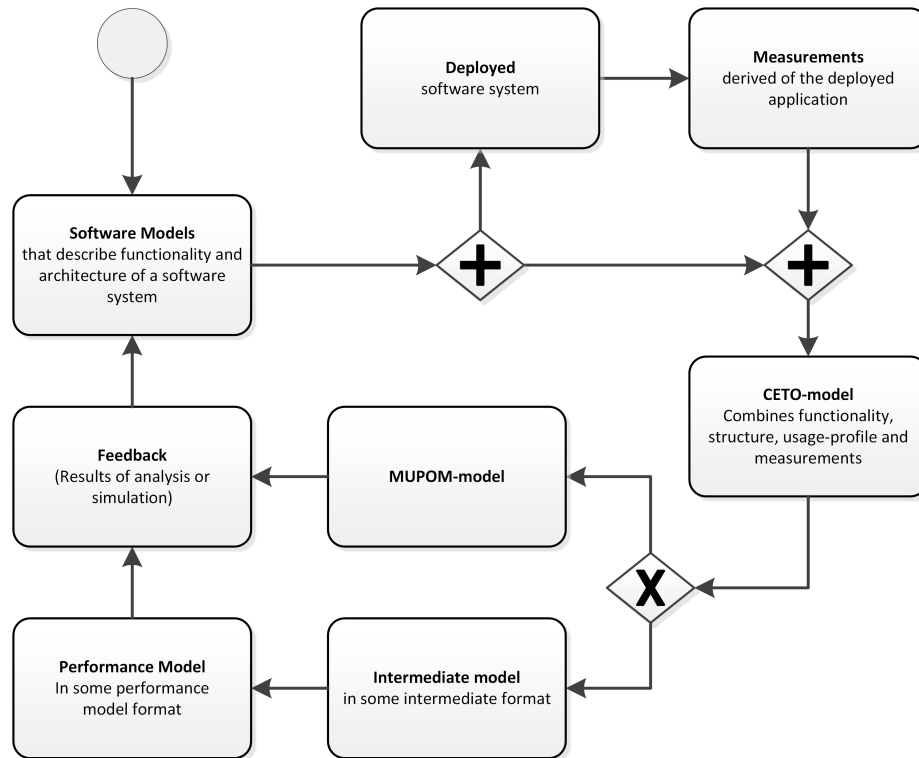 Deployed
software system
Measurements
derived of the deployed
application
Software Models
that describe functionality and
architecture of a software
system
CETO-model
Combines functionality,
structure, usage-profile and
measurements
Feedback
(Results of analysis or
simulation)
MUPOM-model
X
Performance Model
In some performance
model format
Intermediate model
in some intermediate format